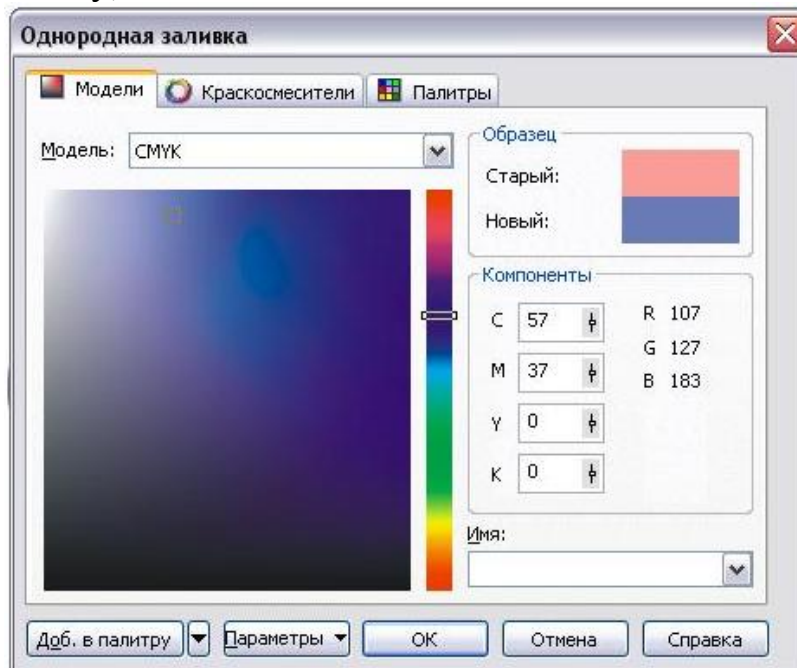 Однородная заливка
Модели Краскосмесители Палитры
Модель: CMYK
Образец
Старый:
Новый:
Компоненты
C 57 R 107
G 127
M 37 B 183
Y 0
K 0
Имя:
Доб. в палитру Параметры OK Отмена Справка